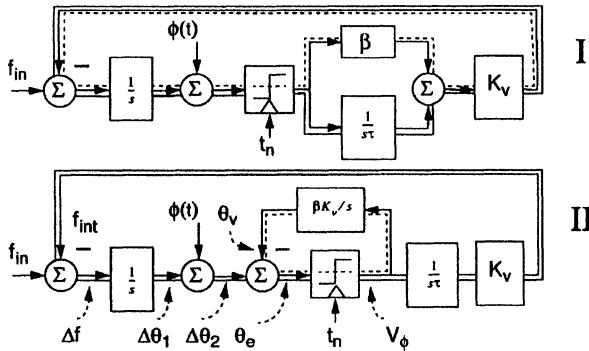 φ(t)
I
f_in
−
Σ
1/s
Σ
t_n
β
1/sτ
Σ
K_v
II
f_int
f_in
−
Σ
1/s
φ(t)
Σ
θ_v
−
Σ
βK_v/s
t_n
1/sτ
K_v
Δf
Δθ_1
Δθ_2
θ_e
V_ϕ